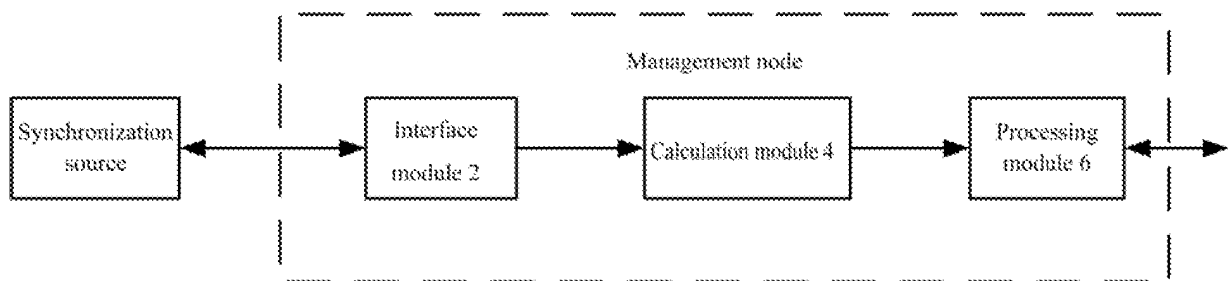 Management node
Synchronization
source
Interface
module 2
Calculation module 4
Processing
module 6